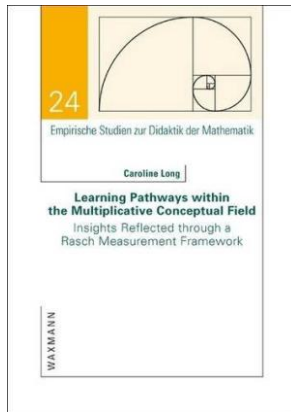 24
Empirische Studien zur Didaktik der Mathematik
Caroline Long
Learning Pathways within
the Multiplicative Conceptual Field
Insights Reflected through a
Rasch Measurement Framework
WAXMANN